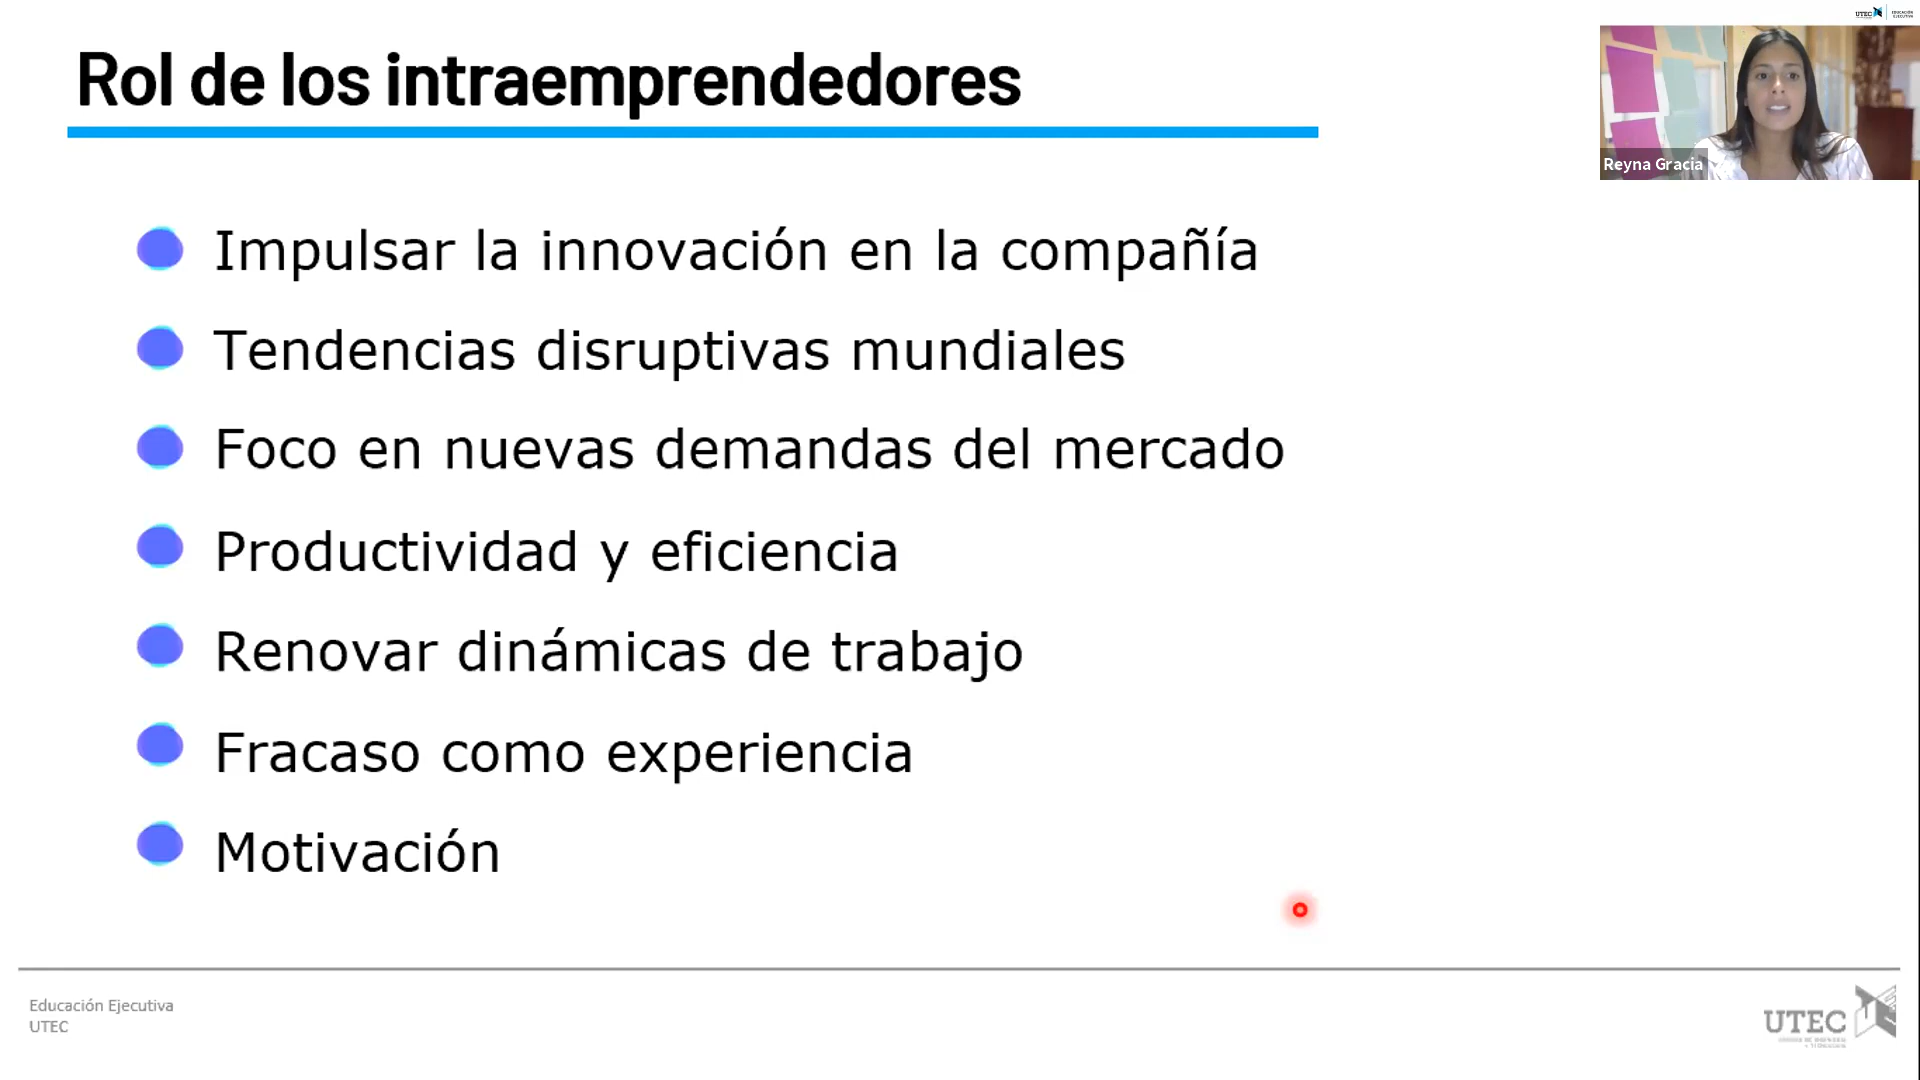 Rol de los intraemprendedores
UTEC
Reyna Gracia
Impulsar la innovación en la compañía
Tendencias disruptivas mundiales
Foco en nuevas demandas del mercado
Productividad y eficiencia
Renovar dinámicas de trabajo
Fracaso como experiencia
Motivación
Educación Ejecutiva
UTEC
UTEC